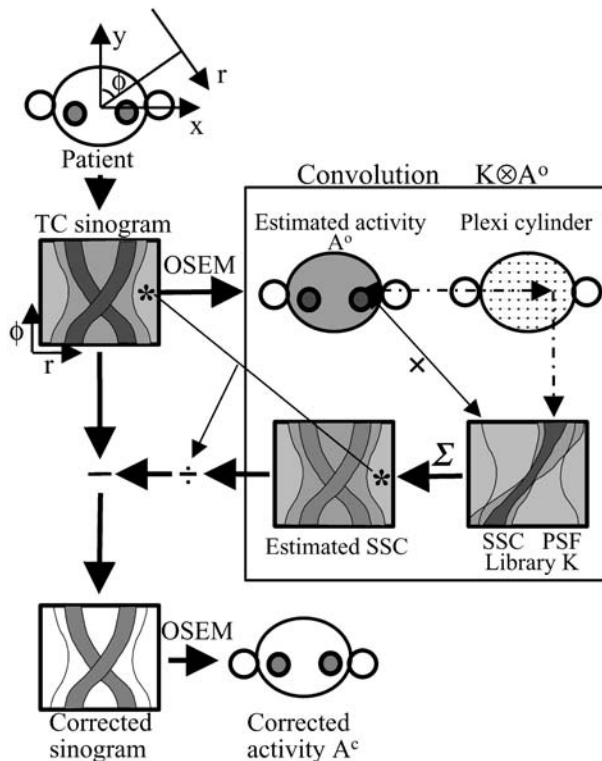 y
ϕ
r
x
Patient
Convolution K⊗A°
TC sinogram
Estimated activity
A°
Plexi cylinder
OSEM
*
ϕ
r
×
− ÷
Σ
*
Estimated SSC
SSC PSF
Library K
OSEM
Corrected
sinogram
Corrected
activity Aᶜ